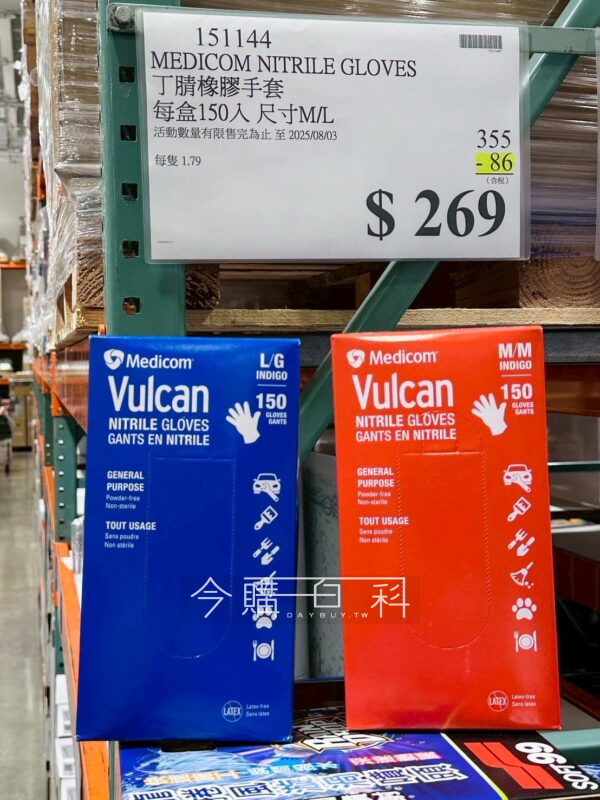 151144
MEDICOM NITRILE GLOVES
丁腈橡膠手套
每盒150入 尺寸M/L
活動數量有限售完為止 至 2025/08/03
每隻 1.79
355
- 86
(含稅)
$ 269
Medicom
L/G
INDIGO
Vulcan
150
GLOVES
GANTS
NITRILE GLOVES
GANTS EN NITRILE
GENERAL
PURPOSE
Powder-free
Non-sterile
TOUT USAGE
Sans poudre
Non stérile
LATEX
Latex-free
Sans latex
Medicom
M/M
INDIGO
Vulcan
150
GLOVES
GANTS
NITRILE GLOVES
GANTS EN NITRILE
GENERAL
PURPOSE
Powder-free
Non-sterile
TOUT USAGE
Sans poudre
Non stérile
LATEX
Latex-free
Sans latex
今購百科
DAYBUY.TW